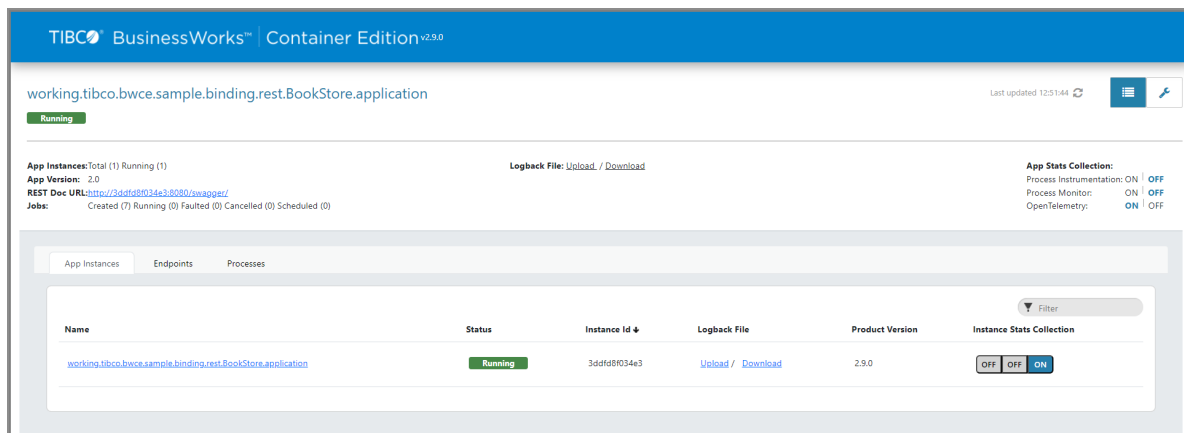 TIBCO® BusinessWorks™ | Container Edition v2.9.0
working.tibco.bwce.sample.binding.rest.BookStore.application
Last updated 12:51:44
Running
App Instances:Total (1) Running (1)
Logback File: Upload / Download
App Stats Collection:
App Version: 2.0
Process Instrumentation: ON | OFF
REST Doc URL:http://3ddfd8f034e3:8080/swagger/
Process Monitor: ON | OFF
Jobs: Created (7) Running (0) Faulted (0) Cancelled (0) Scheduled (0)
OpenTelemetry: ON | OFF
App Instances Endpoints Processes
Filter
Name Status Instance Id Logback File Product Version Instance Stats Collection
working.tibco.bwce.sample.binding.rest.BookStore.application Running 3ddfd8f034e3 Upload / Download 2.9.0 OFF OFF ON